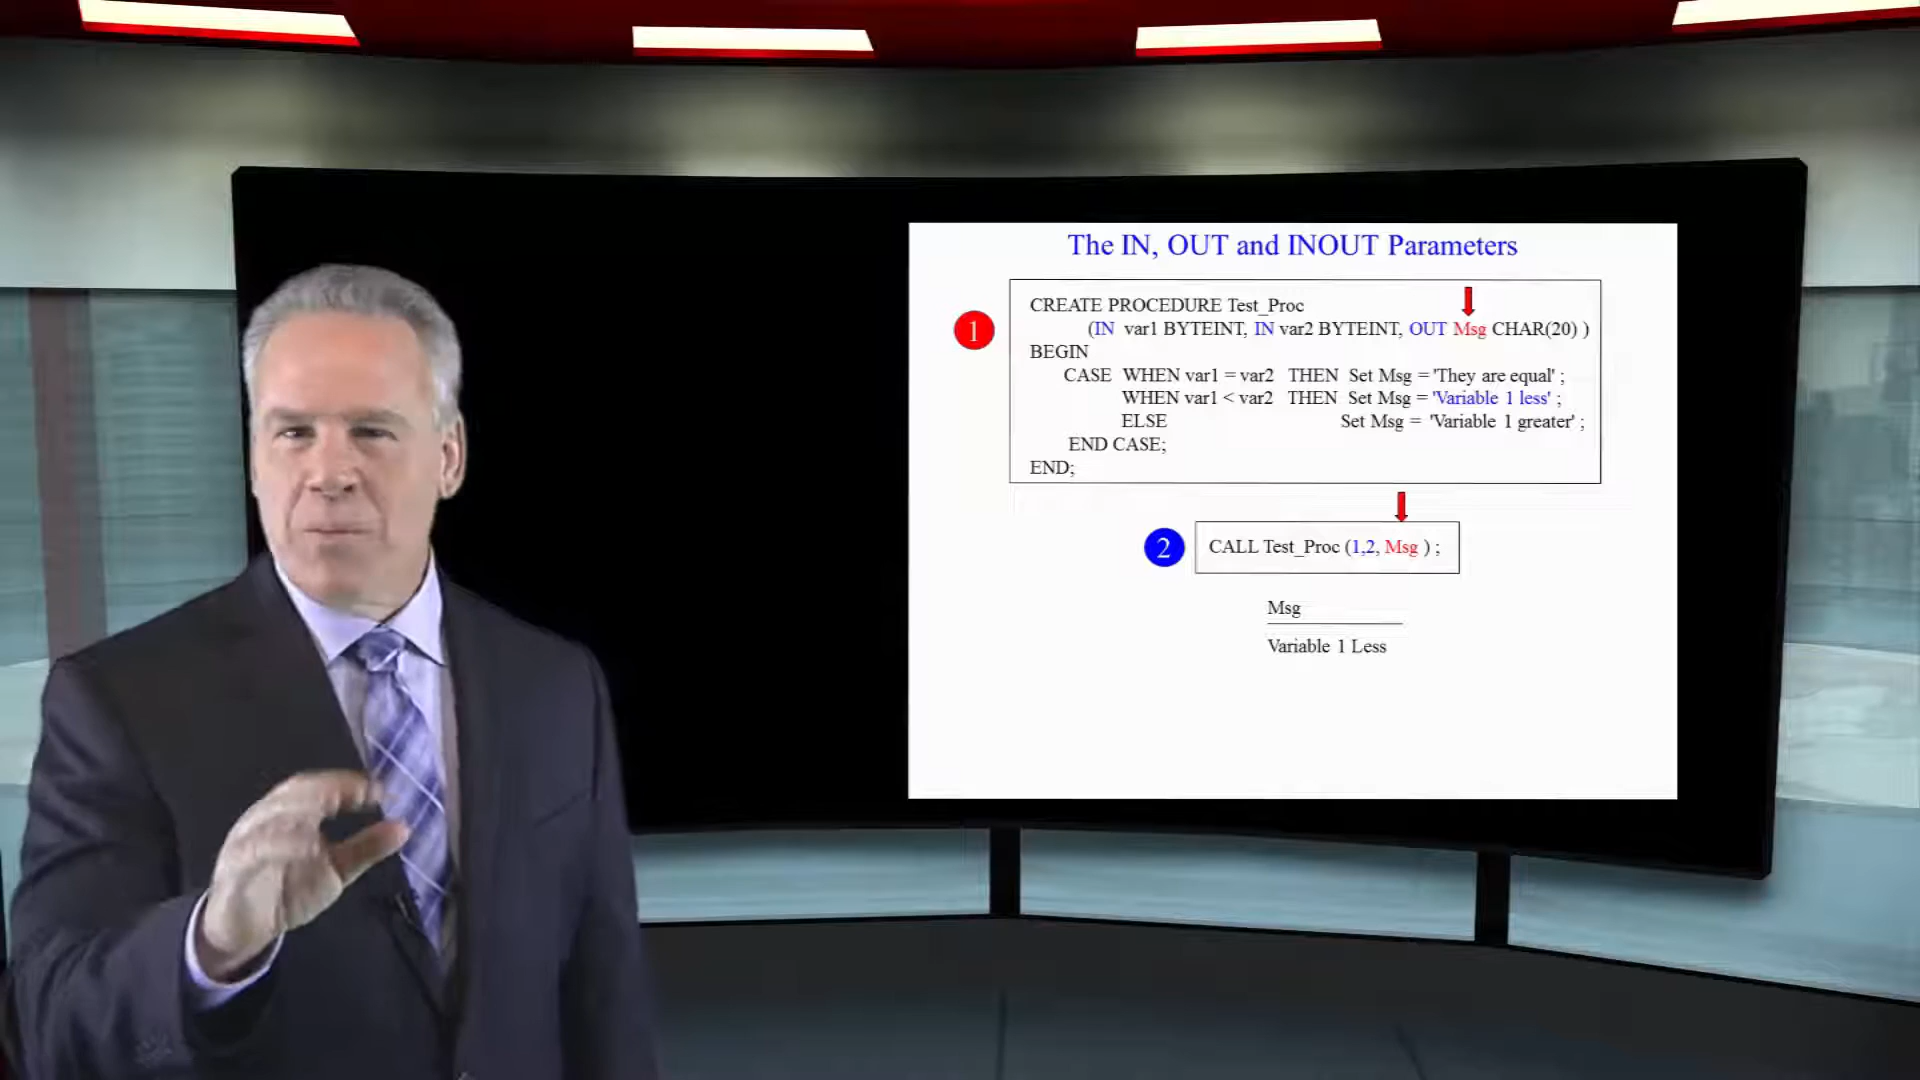 The IN, OUT and INOUT Parameters
1
CREATE PROCEDURE Test_Proc
(IN var1 BYTEINT, IN var2 BYTEINT, OUT Msg CHAR(20) )
BEGIN
CASE WHEN var1 = var2 THEN Set Msg = 'They are equal' ;
WHEN var1 < var2 THEN Set Msg = 'Variable 1 less' ;
ELSE Set Msg = 'Variable 1 greater' ;
END CASE;
END;
2
CALL Test_Proc (1,2, Msg ) ;
Msg
Variable 1 Less